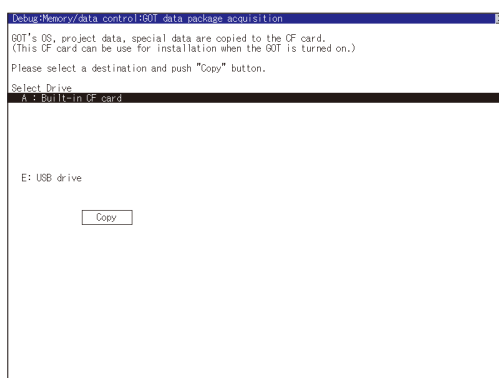 Debug:Memory/data control:GOT data package acquisition
GOT's OS, project data, special data are copied to the CF card.
(This CF card can be use for installation when the GOT is turned on.)
Please select a destination and push "Copy" button.
Select Drive
A : Built-in CF card
E: USB drive
Copy